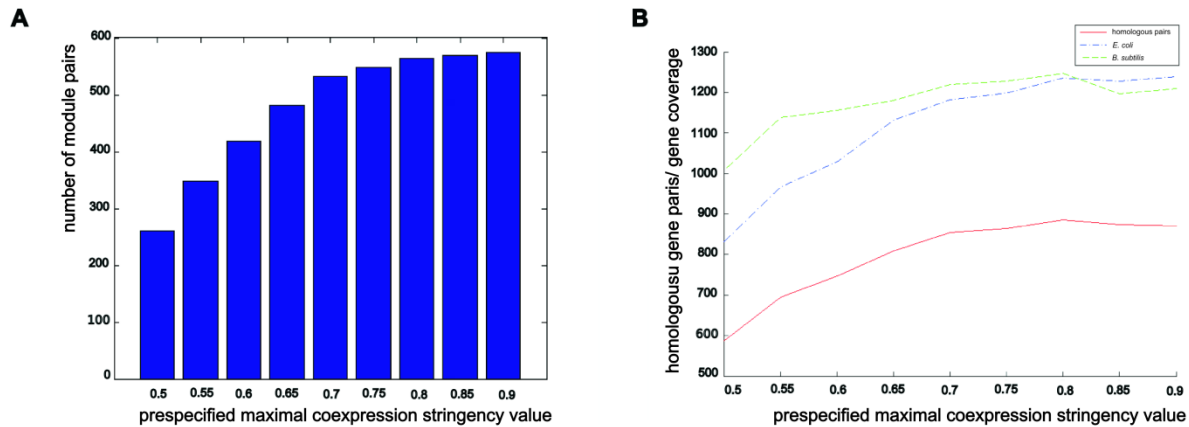 A
600
500
400
300
200
100
0
number of module pairs
0.5 0.55 0.6 0.65 0.7 0.75 0.8 0.85 0.9
prespecified maximal coexpression stringency value
B
homologous pairs
E. coli
B. subtilis
1300
1200
1100
1000
900
800
700
600
500
homologousu gene paris/ gene coverage
0.5 0.55 0.6 0.65 0.7 0.75 0.8 0.85 0.9
prespecified maximal coexpression stringency value